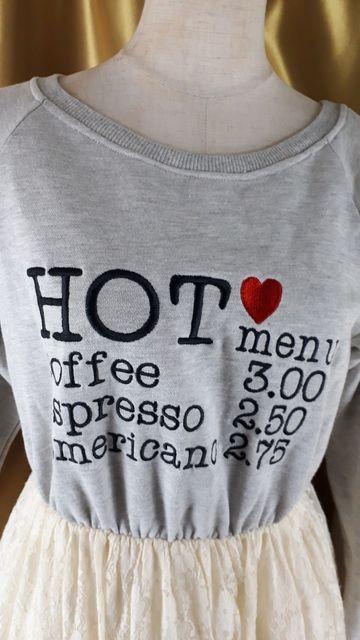 HOT
menu
offee 3.00
spresso 2.50
mericano 2.75